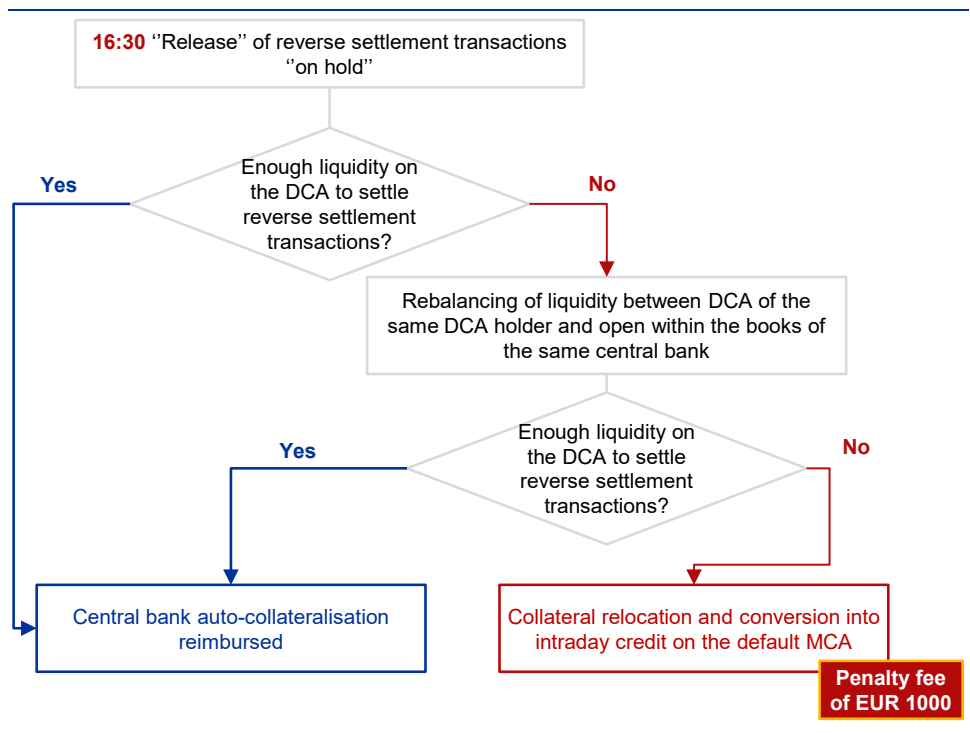 16:30 ‘’Release’’ of reverse settlement transactions
‘’on hold’’
Enough liquidity on
the DCA to settle
reverse settlement
transactions?
Yes
No
Rebalancing of liquidity between DCA of the
same DCA holder and open within the books of
the same central bank
Enough liquidity on
the DCA to settle
reverse settlement
transactions?
Yes
No
Central bank auto-collateralisation
reimbursed
Collateral relocation and conversion into
intraday credit on the default MCA
Penalty fee
of EUR 1000